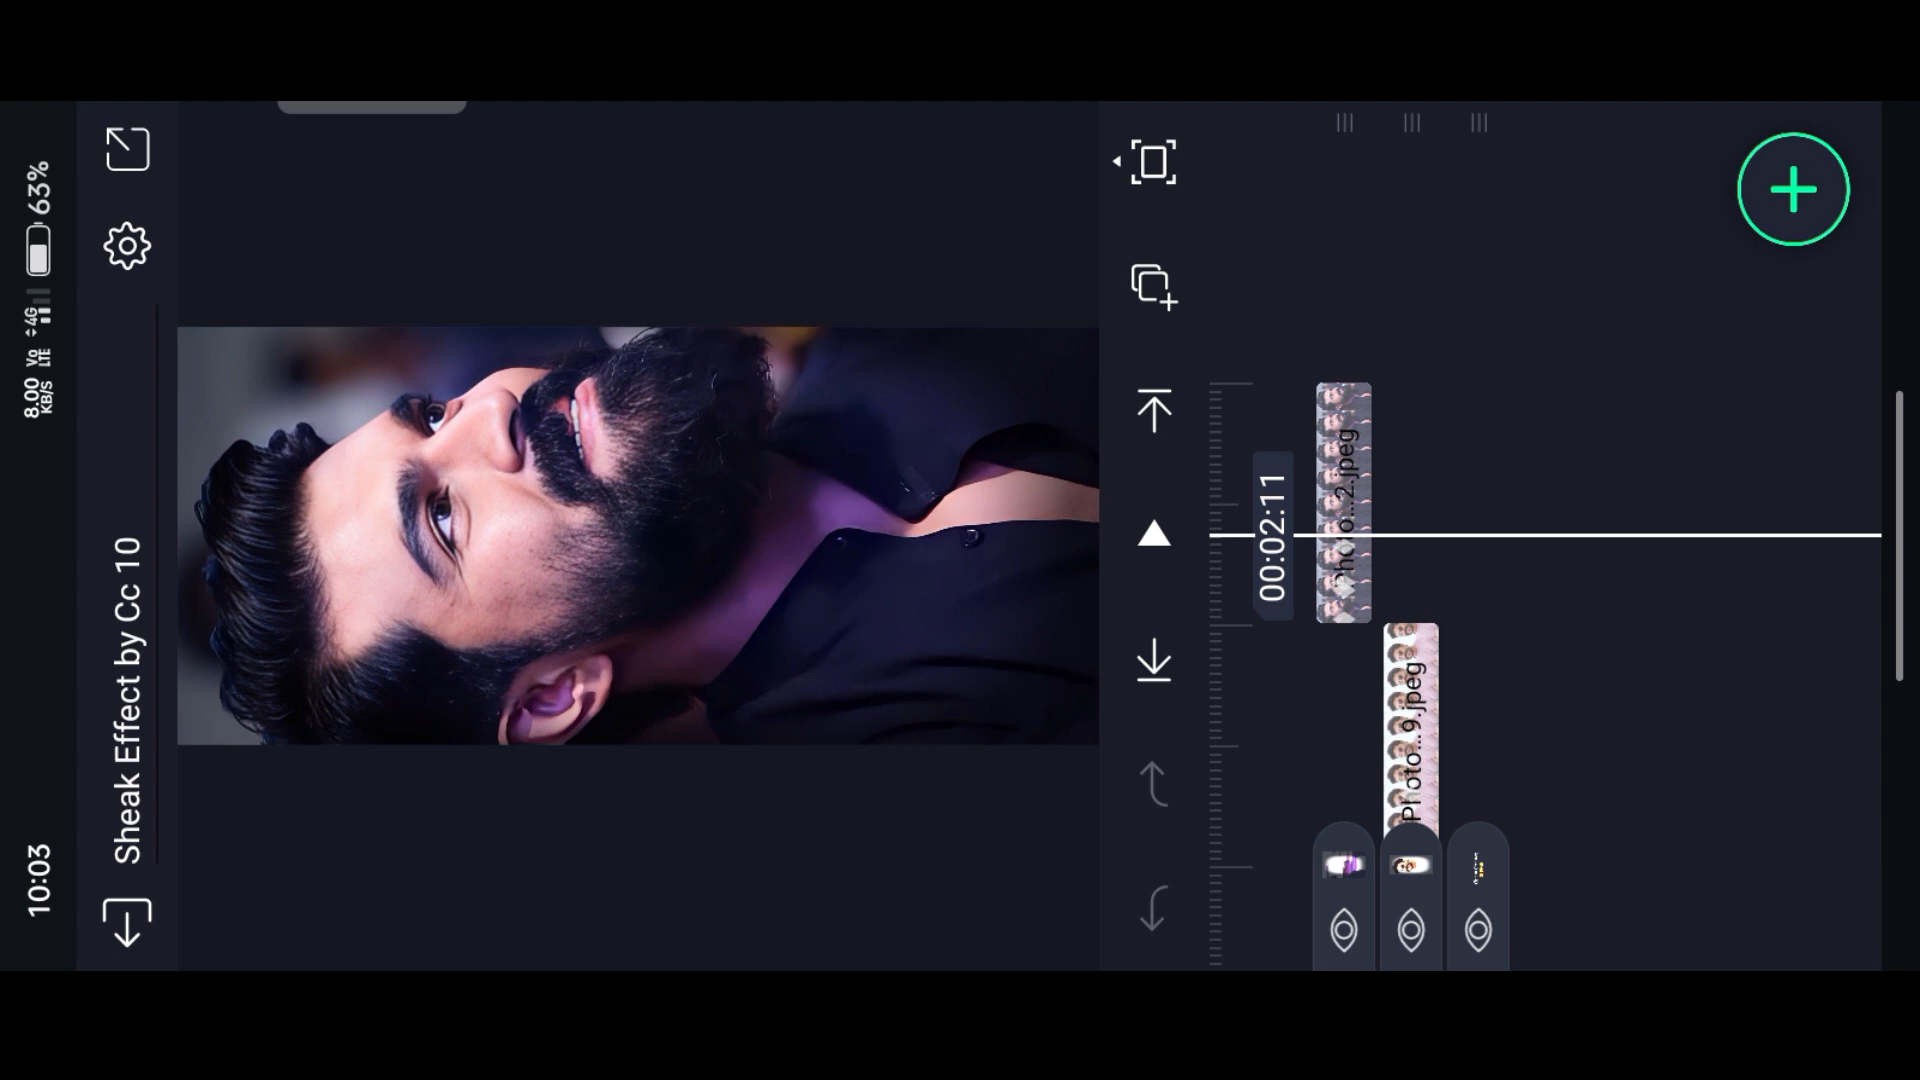 10:03
8.00 KB/S Vo LTE 4G 63%
Sheak Effect by Cc 10
00:02:11
Photo...2.jpeg
Photo...9.jpeg